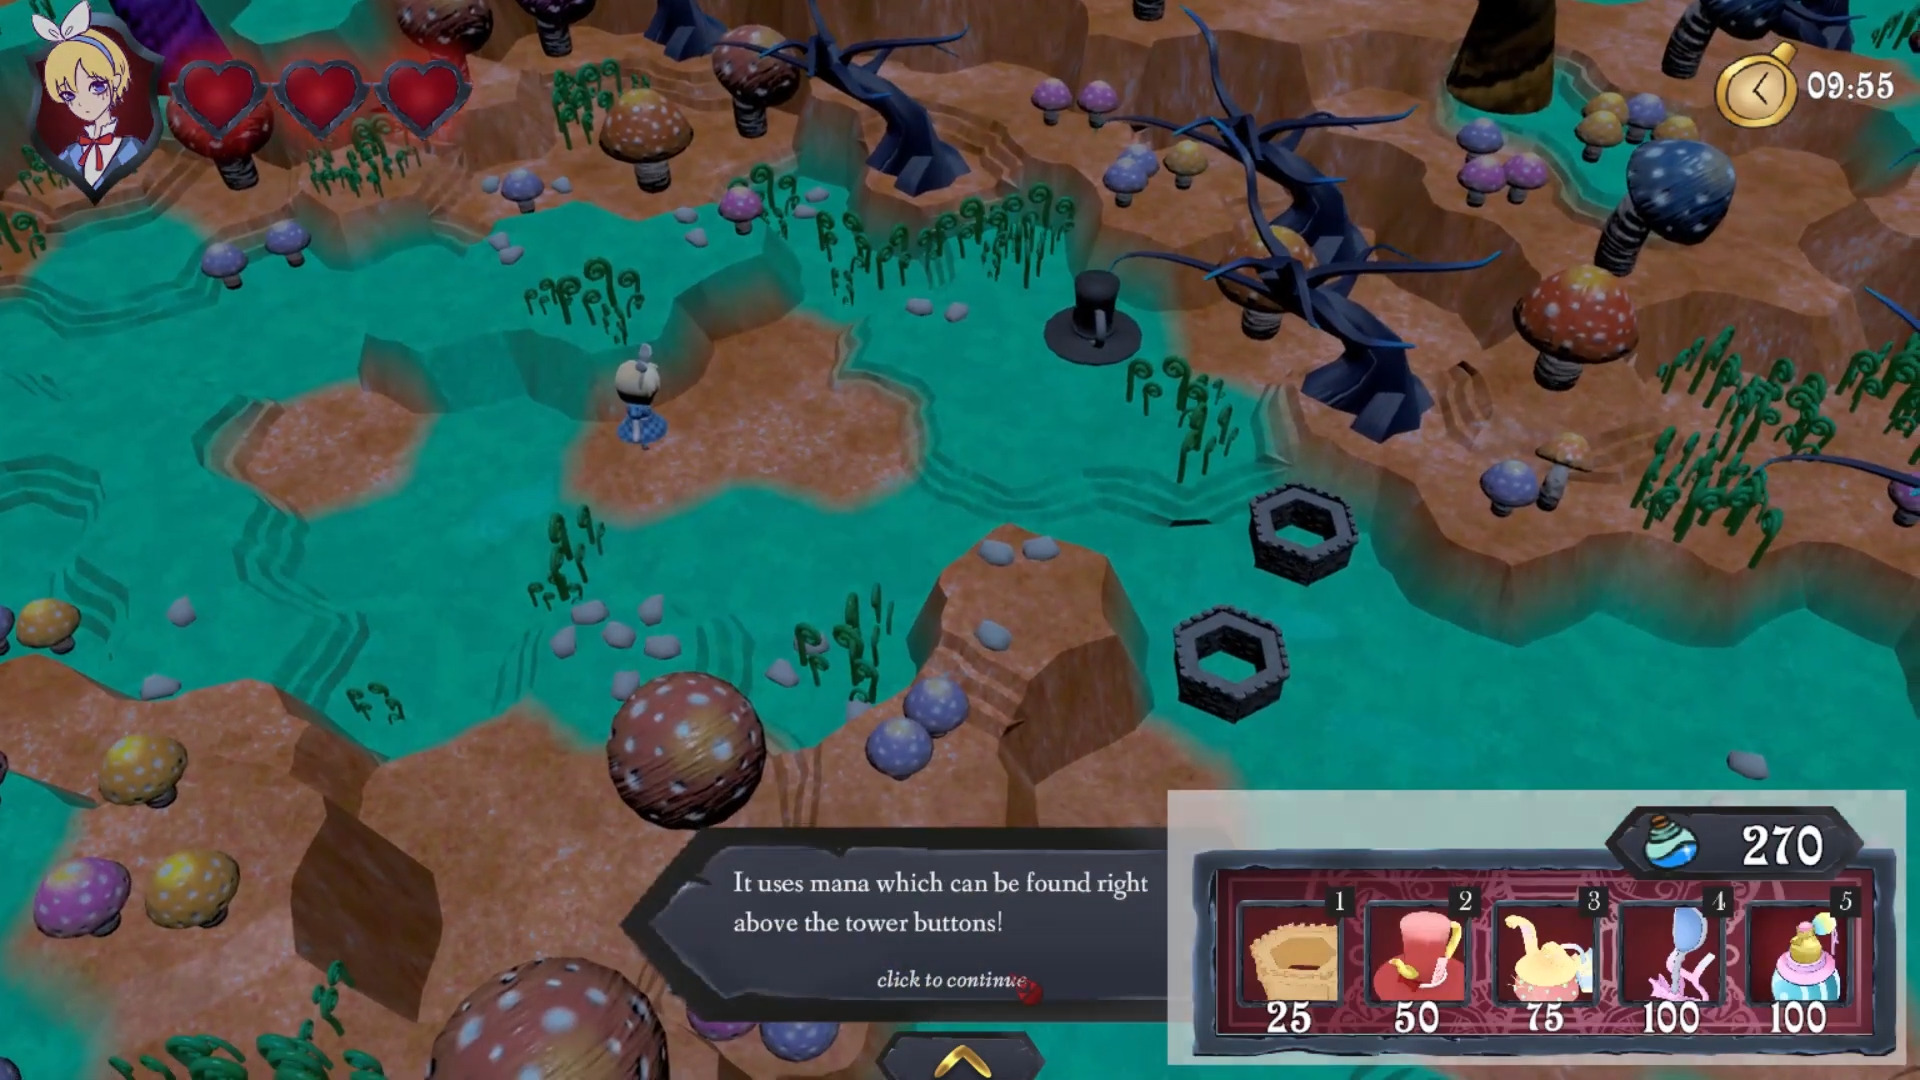 09:55
It uses mana which can be found right
above the tower buttons!
click to continue
270
1 2 3 4 5
25 50 75 100 100